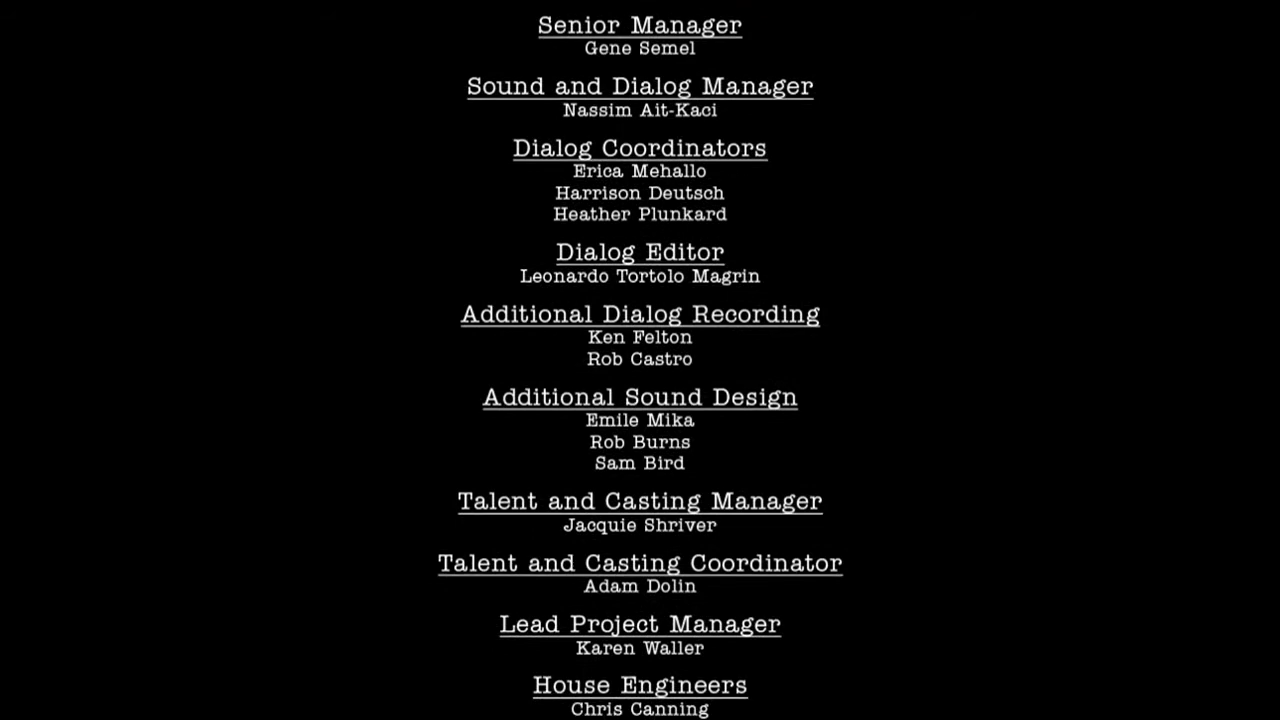 Senior Manager
Gene Semel
Sound and Dialog Manager
Nassim Ait-Kaci
Dialog Coordinators
Erica Mehallo
Harrison Deutsch
Heather Plunkard
Dialog Editor
Leonardo Tortolo Magrin
Additional Dialog Recording
Ken Felton
Rob Castro
Additional Sound Design
Emile Mika
Rob Burns
Sam Bird
Talent and Casting Manager
Jacquie Shriver
Talent and Casting Coordinator
Adam Dolin
Lead Project Manager
Karen Waller
House Engineers
Chris Canning